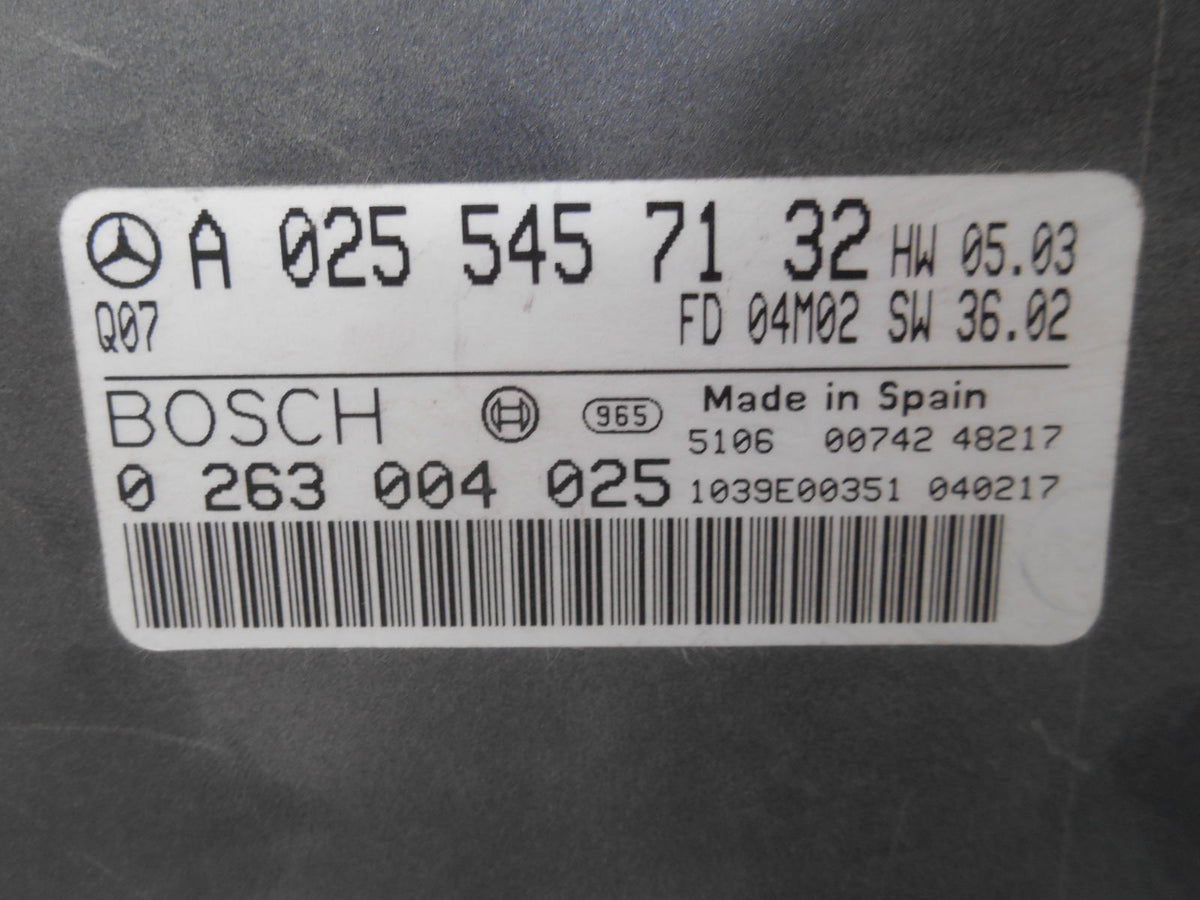 A 025 545 71 32 HW 05.03
Q07 FD 04M02 SW 36.02
BOSCH 965 Made in Spain
5106 00742 48217
0 263 004 025 1039E00351 040217